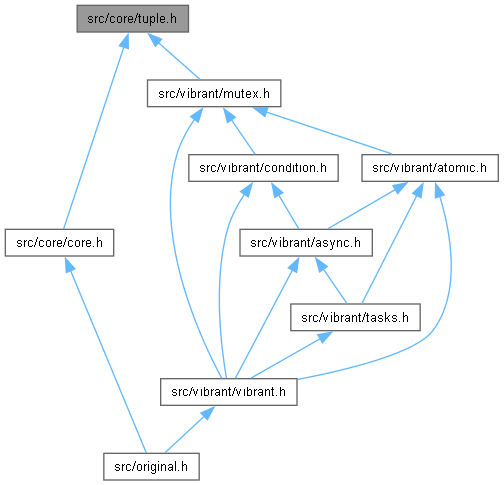 src/core/tuple.h
src/vibrant/mutex.h
src/vibrant/condition.h
src/vibrant/atomic.h
src/core/core.h
src/vibrant/async.h
src/vibrant/tasks.h
src/vibrant/vibrant.h
src/original.h